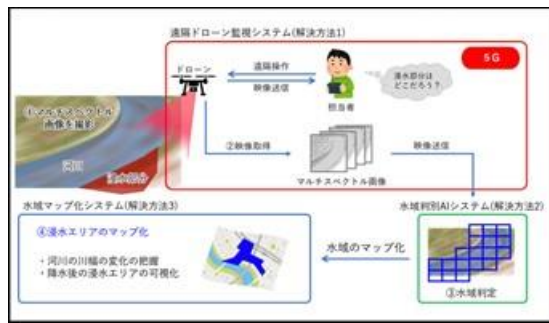 遠隔ドローン監視システム(解決方法1)
5G
ドローン
遠隔操作
映像送信
担当者
浸水部分は
どこだろう？
①マルチスペクトル
画像を撮影
河川
浸水部分
②映像取得
映像送信
マルチスペクトル画像
水域マップ化システム(解決方法3)
水域判別AIシステム(解決方法2)
④浸水エリアのマップ化
・河川の川幅の変化の把握
・降水後の浸水エリアの可視化
水域のマップ化
③水域判定